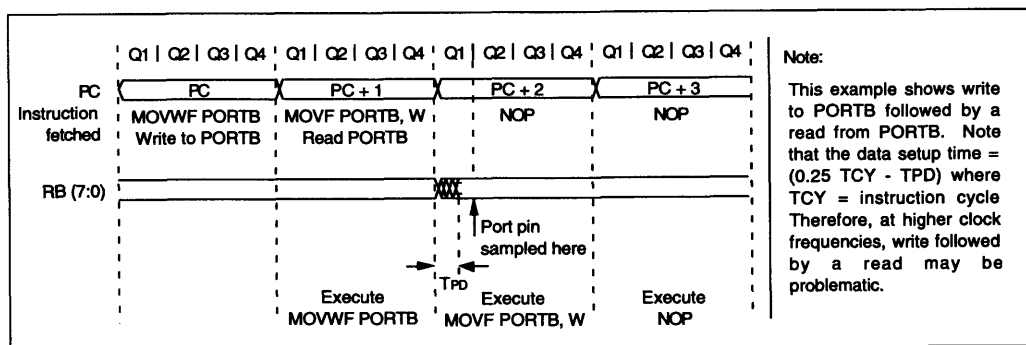 Q1 | Q2 | Q3 | Q4 Q1 | Q2 | Q3 | Q4 Q1 | Q2 | Q3 | Q4 Q1 | Q2 | Q3 | Q4
PC PC PC + 1 PC + 2 PC + 3
Instruction fetched
MOVWF PORTB
Write to PORTB
MOVF PORTB, W
Read PORTB
NOP
NOP
RB (7:0)
Port pin
sampled here
TPD
Execute
MOVWF PORTB
Execute
MOVF PORTB, W
Execute
NOP
Note:
This example shows write
to PORTB followed by a
read from PORTB. Note
that the data setup time =
(0.25 TCY - TPD) where
TCY = instruction cycle
Therefore, at higher clock
frequencies, write followed
by a read may be
problematic.